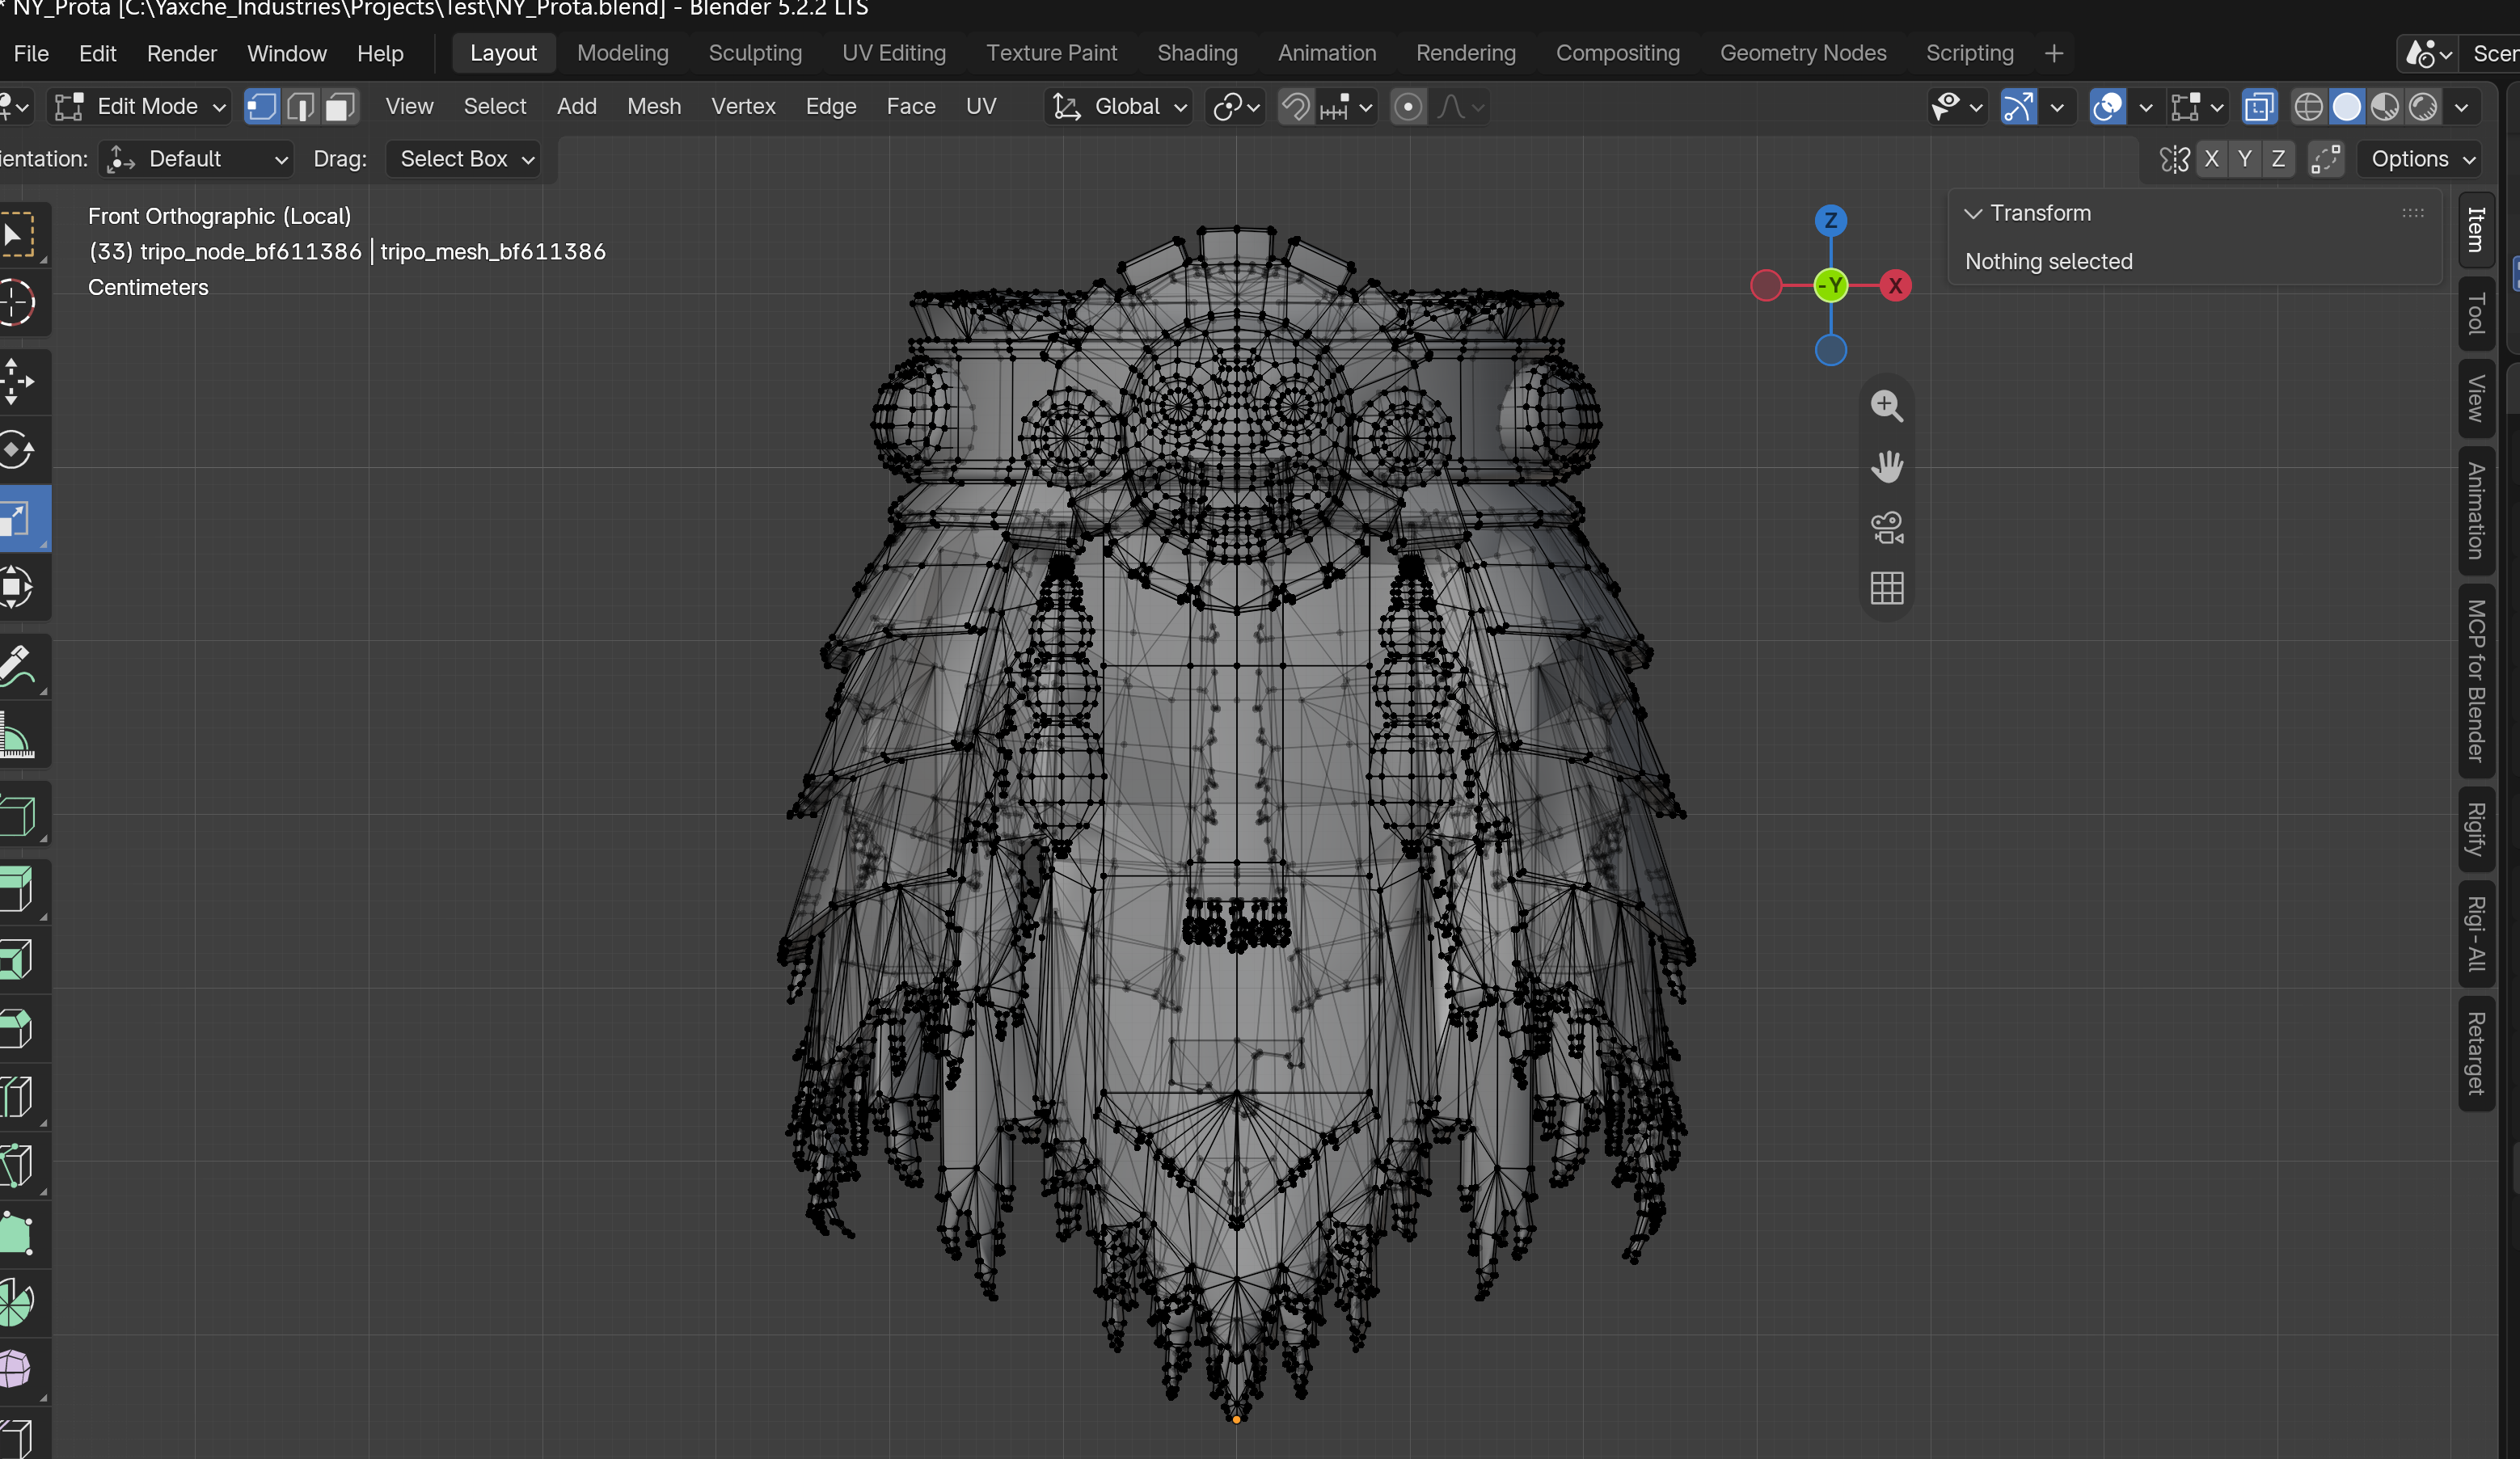 * NY_Prota [C:\Yaxche_Industries\Projects\Test\NY_Prota.blend] - Blender 5.2.2 LTS
File Edit Render Window Help Layout Modeling Sculpting UV Editing Texture Paint Shading Animation Rendering Compositing Geometry Nodes Scripting + Scen
Edit Mode View Select Add Mesh Vertex Edge Face UV Global
ientation: Default Drag: Select Box X Y Z Options
Front Orthographic (Local)
(33) tripo_node_bf611386 | tripo_mesh_bf611386
Centimeters
Z
-Y
X
Transform
Nothing selected
Item
Tool
View
Animation
MCP for Blender
Rigify
Rigi-All
Retarget